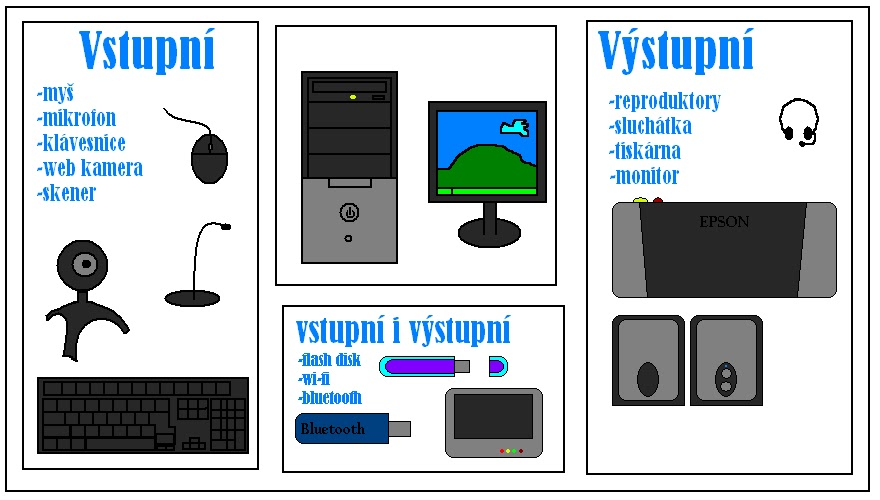 Vstupní
-myš
-mikrofon
-klávesnice
-web kamera
-skener
vstupní i výstupní
-flash disk
-wi-fi
-bluetooth
Bluetooth
Výstupní
-reproduktory
-sluchátka
-tiskárna
-monitor
EPSON